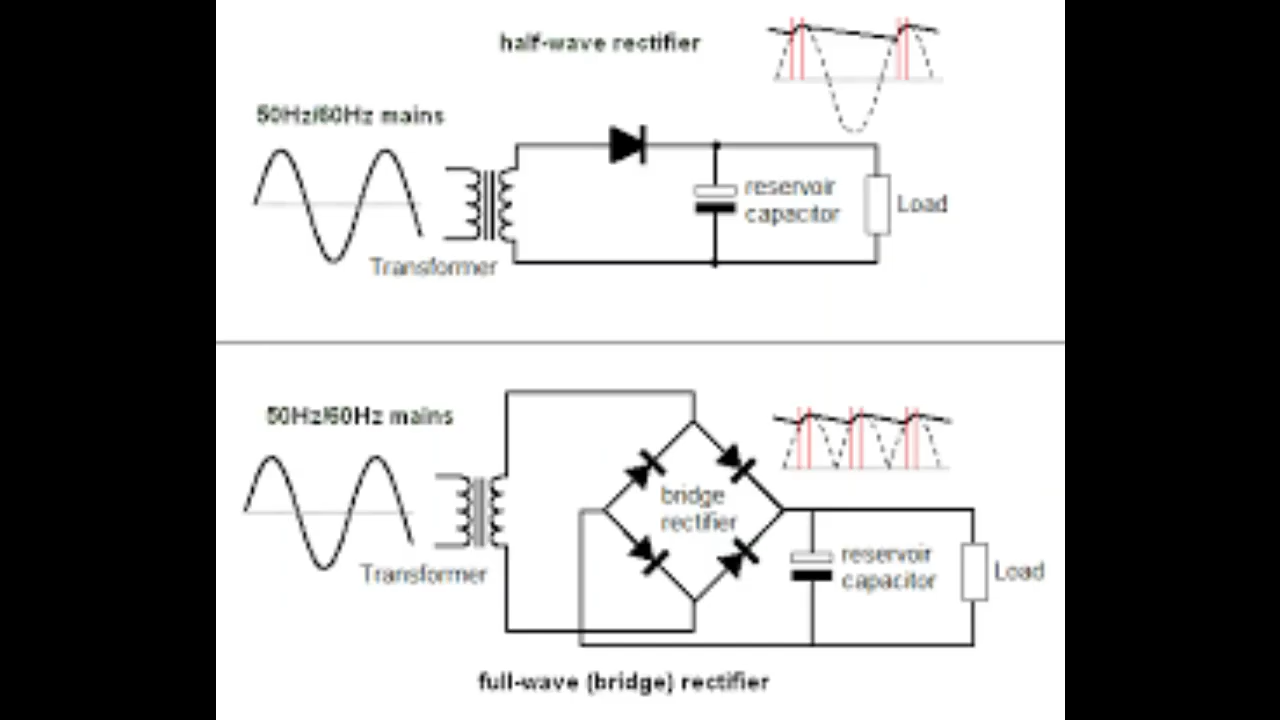 half-wave rectifier
50Hz/60Hz mains
reservoir
capacitor
Load
Transformer
50Hz/60Hz mains
bridge
rectifier
reservoir
capacitor
Load
Transformer
full-wave (bridge) rectifier